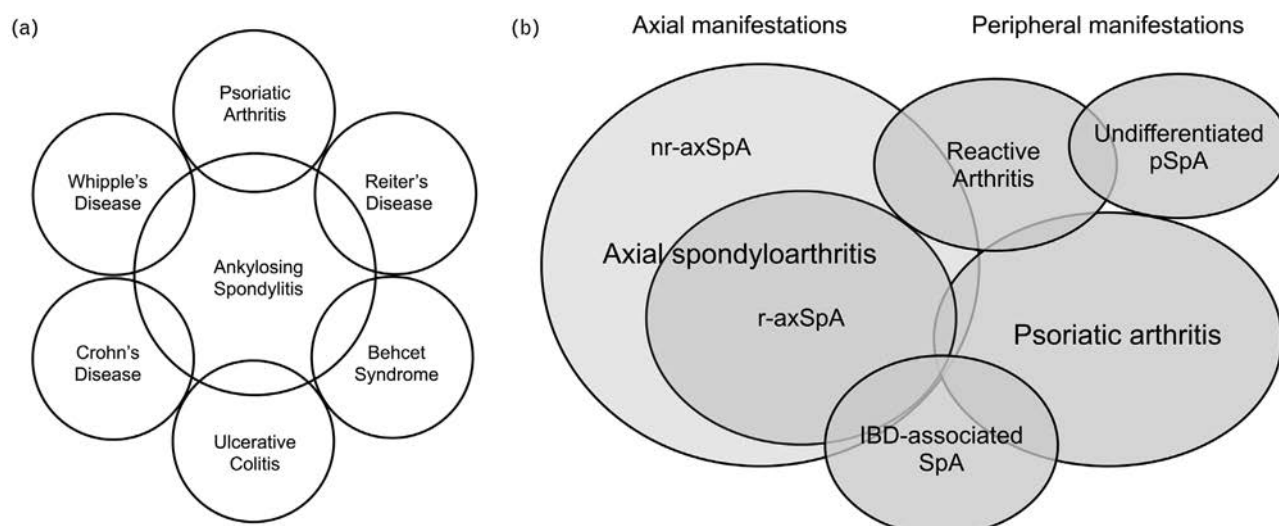 (a)
Psoriatic
Arthritis
Whipple's
Disease
Reiter's
Disease
Ankylosing
Spondylitis
Crohn's
Disease
Behcet
Syndrome
Ulcerative
Colitis
(b)
Axial manifestations
Peripheral manifestations
nr-axSpA
Reactive
Arthritis
Undifferentiated
pSpA
Axial spondyloarthritis
r-axSpA
Psoriatic arthritis
IBD-associated
SpA